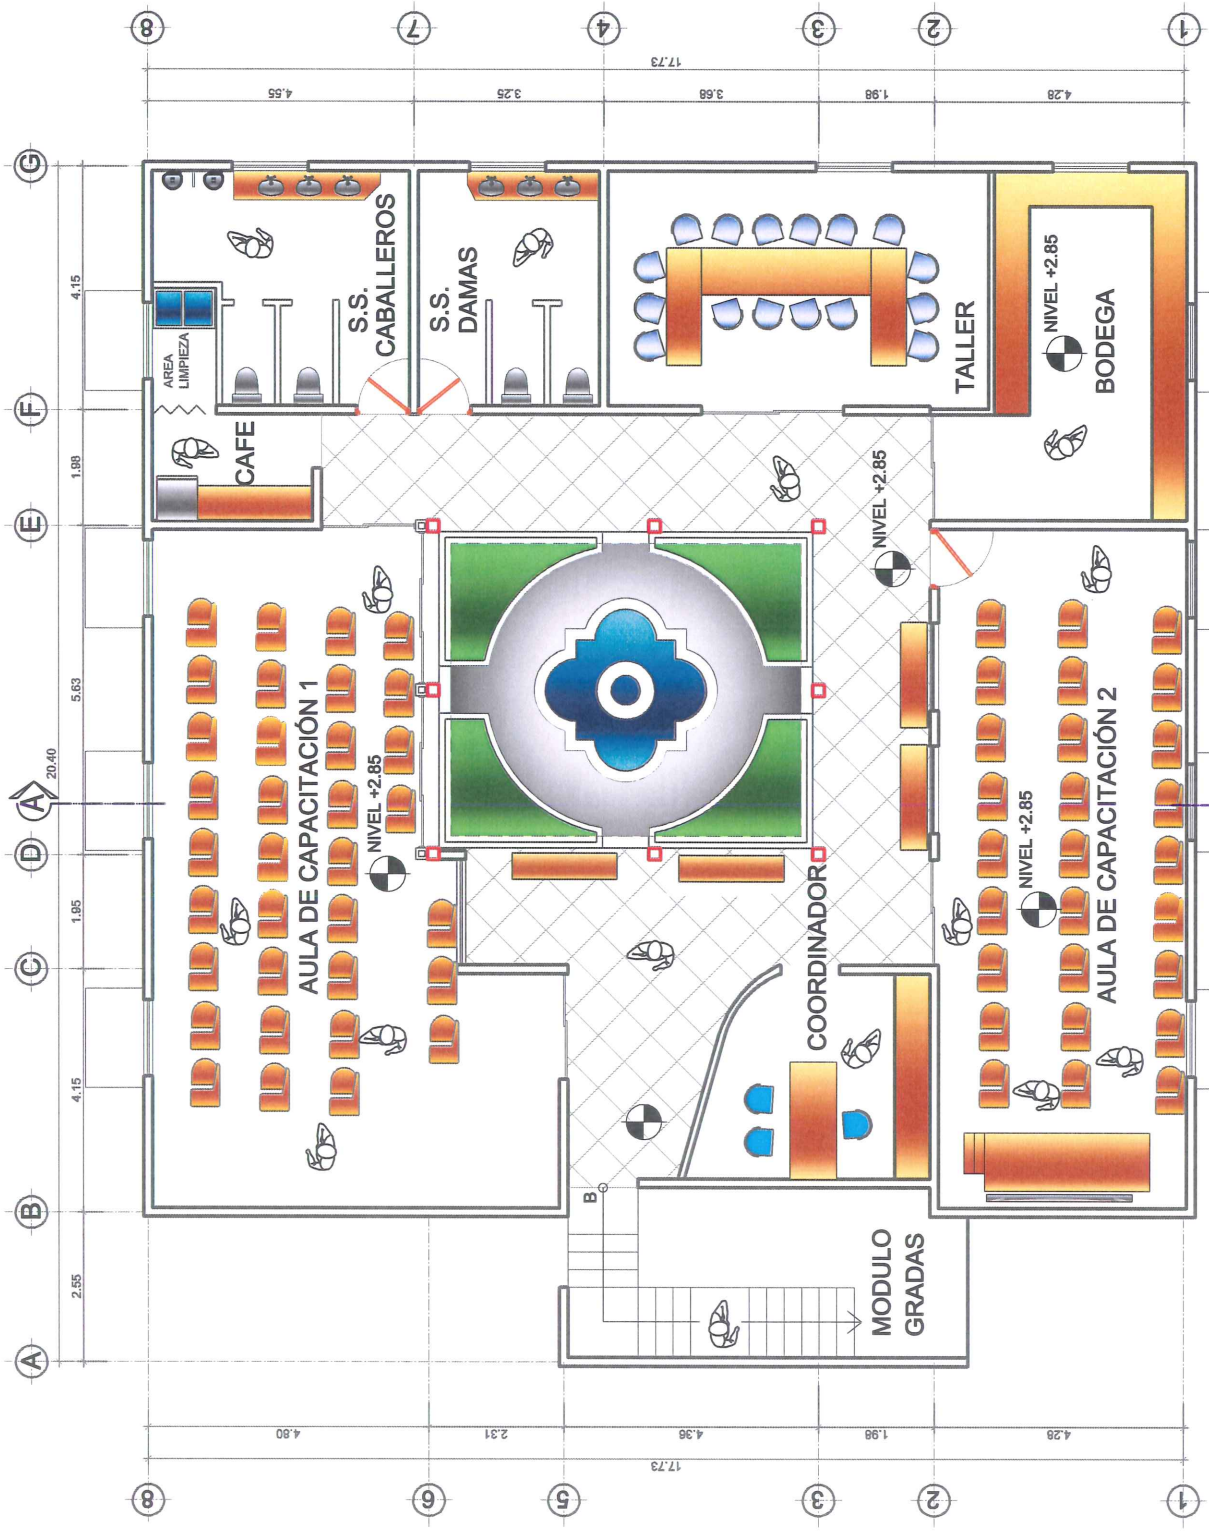 8
7
4
3
2
1
17.73
4.55
3.25
3.68
1.98
4.28
G
F
E
D
C
B
A
4.15
1.98
5.63
1.95
4.15
2.55
20.40
A
S.S.
CABALLEROS
S.S.
DAMAS
AREA
LIMPIEZA
CAFE
TALLER
BODEGA
NIVEL +2.85
NIVEL +2.85
AULA DE CAPACITACIÓN 1
NIVEL +2.85
AULA DE CAPACITACIÓN 2
NIVEL +2.85
COORDINADOR
B
MODULO
GRADAS
4.80
2.31
4.36
1.98
4.28
17.73
8
6
5
3
2
1